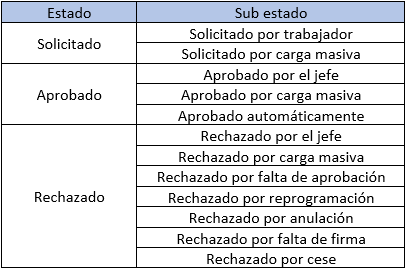 Estado Sub estado
Solicitado
Solicitado por trabajador
Solicitado por carga masiva
Aprobado
Aprobado por el jefe
Aprobado por carga masiva
Aprobado automáticamente
Rechazado
Rechazado por el jefe
Rechazado por carga masiva
Rechazado por falta de aprobación
Rechazado por reprogramación
Rechazado por anulación
Rechazado por falta de firma
Rechazado por cese